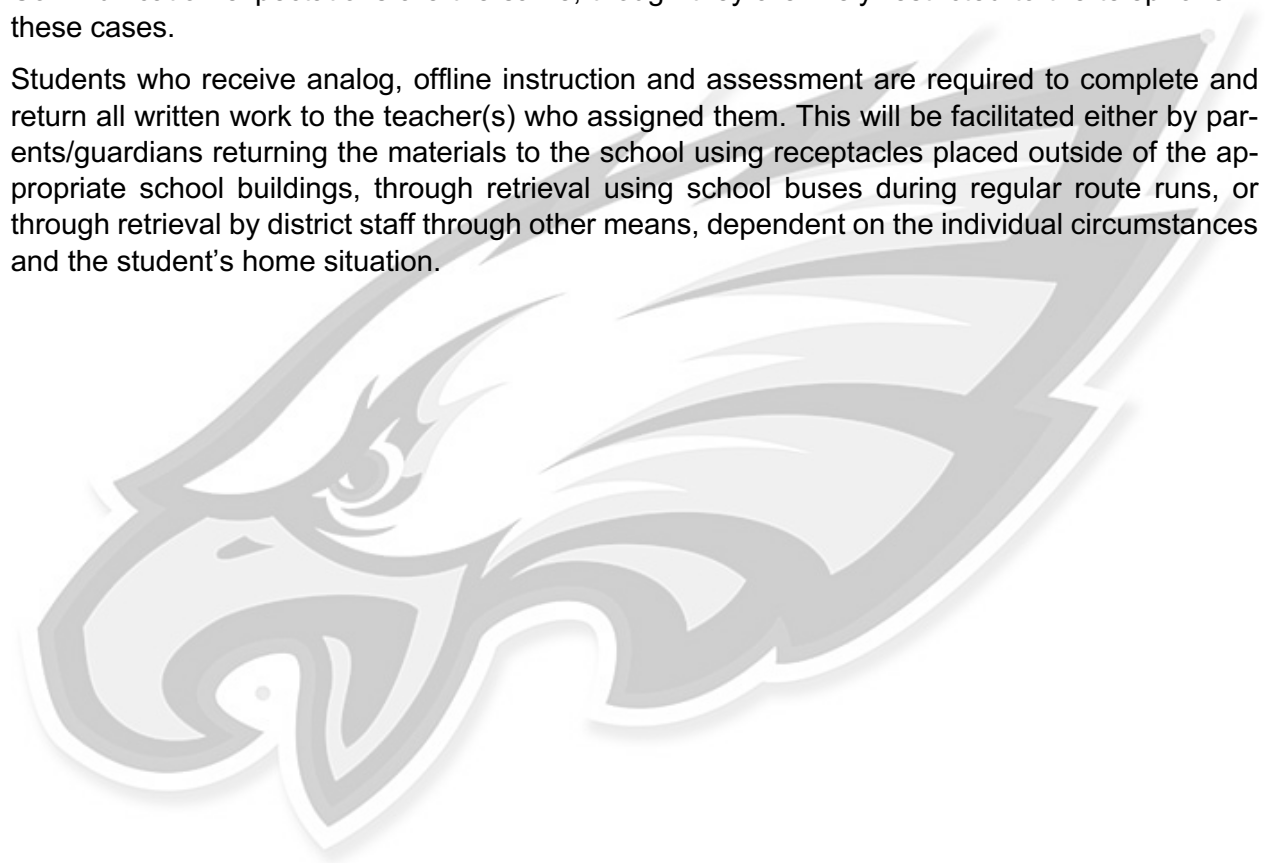 these cases.
Students who receive analog, offline instruction and assessment are required to complete and
return all written work to the teacher(s) who assigned them. This will be facilitated either by par-
ents/guardians returning the materials to the school using receptacles placed outside of the ap-
propriate school buildings, through retrieval using school buses during regular route runs, or
through retrieval by district staff through other means, dependent on the individual circumstances
and the student's home situation.